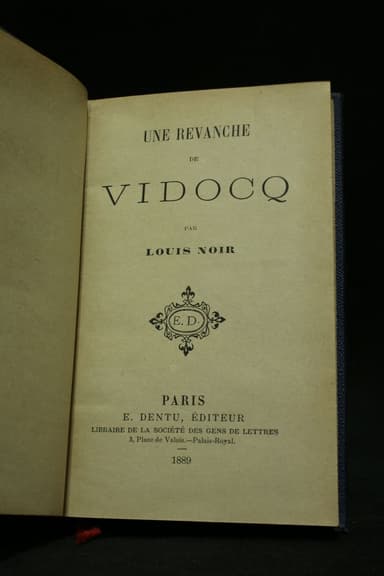 UNE REVANCHE
DE
VIDOCQ
PAR
LOUIS NOIR
E. D.
PARIS
E. DENTU, ÉDITEUR
LIBRAIRE DE LA SOCIÉTÉ DES GENS DE LETTRES
3, Place de Valois.—Palais-Royal.
1889